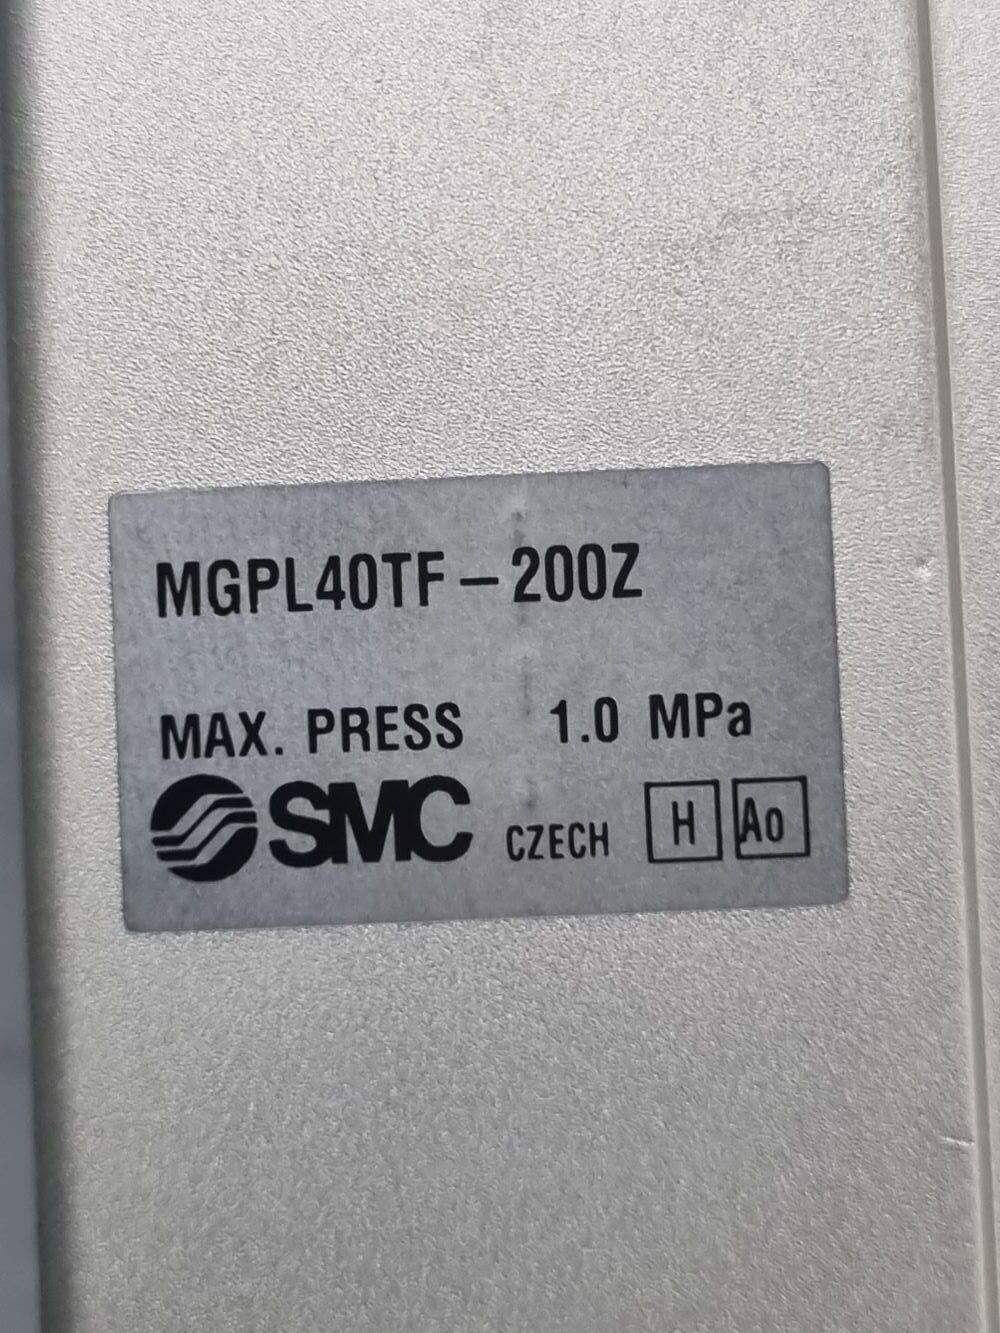 MGPL40TF-200Z
MAX. PRESS 1.0 MPa
SMC CZECH H Ao